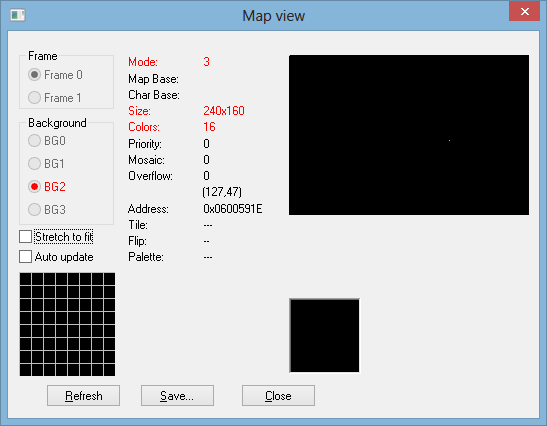 Map view
Frame
Frame 0
Frame 1
Background
BG0
BG1
BG2
BG3
Stretch to fit
Auto update
Mode: 3
Map Base:
Char Base:
Size: 240x160
Colors: 16
Priority: 0
Mosaic: 0
Overflow: 0
(127,47)
Address: 0x0600591E
Tile: ---
Flip: --
Palette: ---
Refresh
Save...
Close